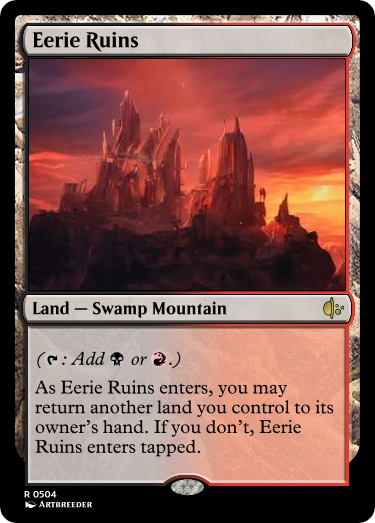 Eerie Ruins
Land — Swamp Mountain
(: Add or .)
As Eerie Ruins enters, you may
return another land you control to its
owner's hand. If you don't, Eerie
Ruins enters tapped.
R 0504
Artbreeder